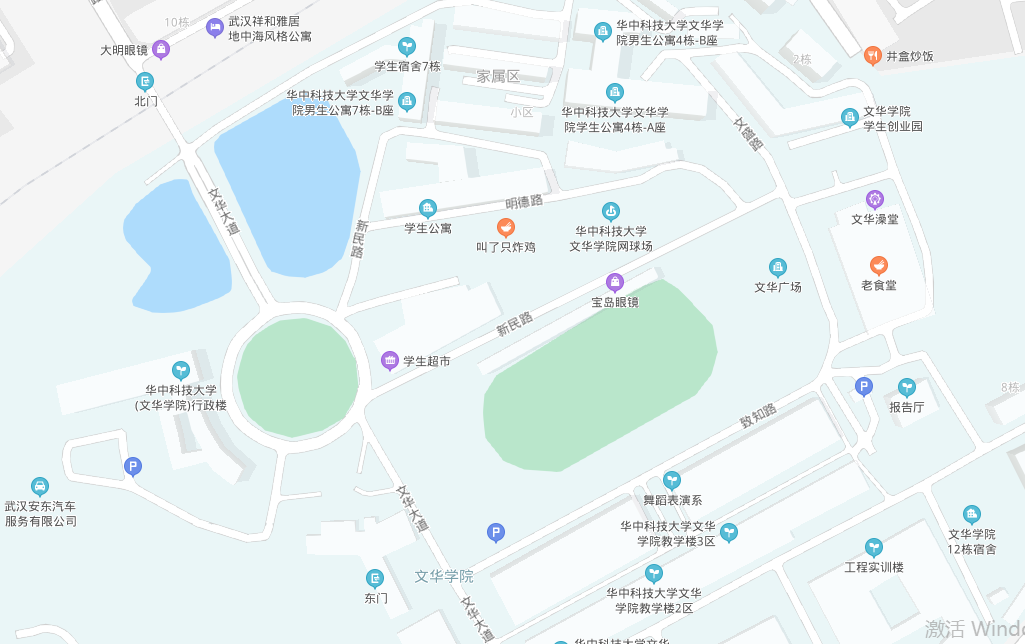 10栋
武汉祥和雅居
地中海风格公寓
大明眼镜
北门
学生宿舍7栋
华中科技大学文华学
院男生公寓7栋-B座
家属区
小区
华中科技大学文华学
院男生公寓4栋-B座
2栋
井盒炒饭
华中科技大学文华学
院学生公寓4栋-A座
文华学院
学生创业园
文盛路
文华大道
新民路
明德路
学生公寓
叫了只炸鸡
华中科技大学
文华学院网球场
文华澡堂
老食堂
文华广场
宝岛眼镜
新民路
学生超市
华中科技大学
(文华学院)行政楼
P
报告厅
8栋
致知路
P
武汉安东汽车
服务有限公司
文华大道
舞蹈表演系
华中科技大学文华
学院教学楼3区
P
文华学院
12栋宿舍
工程实训楼
文华学院
东门
华中科技大学文华
学院教学楼2区
文华大道
华中科技大学文华
激活 Windo